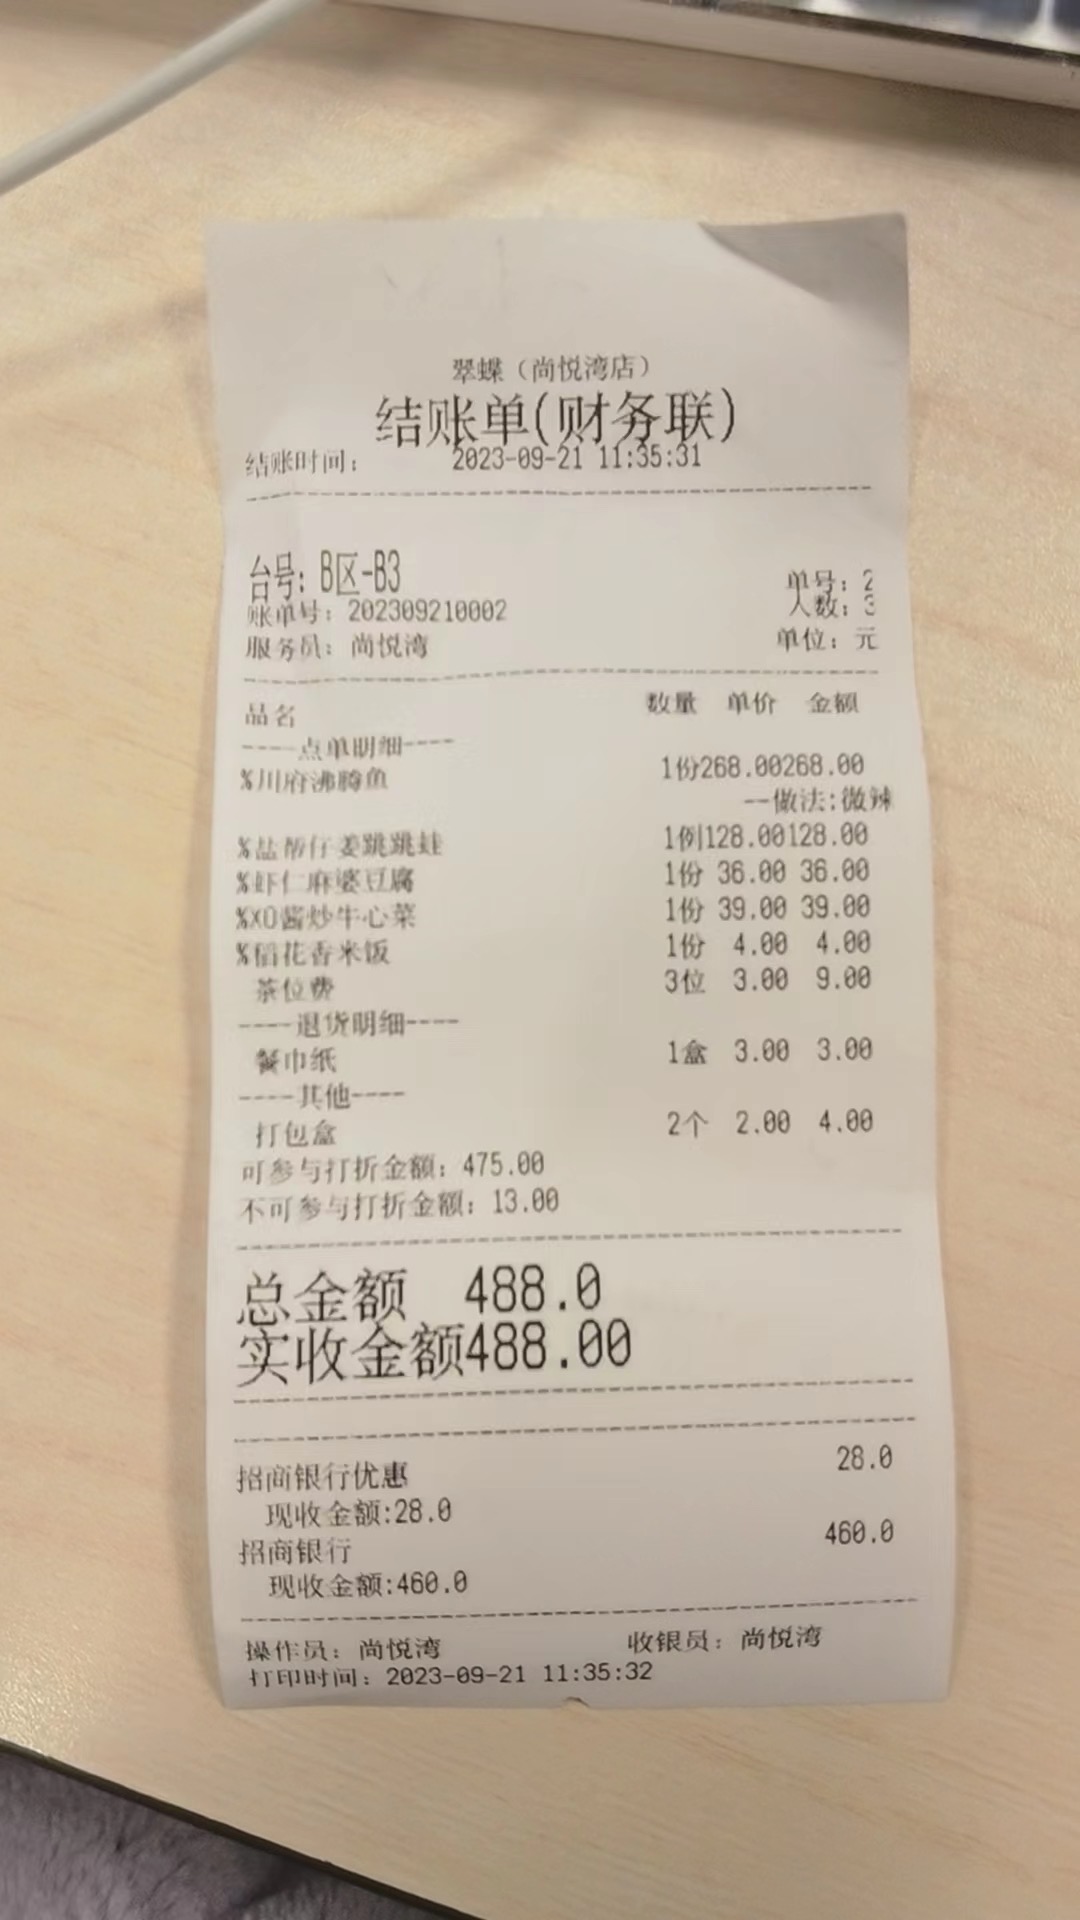 翠蝶（尚悦湾店）
结账单(财务联)
结账时间： 2023-09-21 11:35:31
台号: B区-B3
单号: 2
账单号: 202309210002
人数: 3
服务员: 尚悦湾 单位: 元
品名 数量 单价 金额
----点单明细----
%川府沸腾鱼 1份268.00268.00
--做法:微辣
%盐帮仔姜跳跳蛙 1例128.00128.00
%虾仁麻婆豆腐 1份 36.00 36.00
%XO酱炒牛心菜 1份 39.00 39.00
%稻花香米饭 1份 4.00 4.00
茶位费 3位 3.00 9.00
----退货明细----
餐巾纸 1盒 3.00 3.00
----其他----
打包盒 2个 2.00 4.00
可参与打折金额: 475.00
不可参与打折金额: 13.00
总金额 488.0
实收金额488.00
招商银行优惠 28.0
现收金额:28.0
招商银行 460.0
现收金额:460.0
操作员: 尚悦湾 收银员: 尚悦湾
打印时间: 2023-09-21 11:35:32